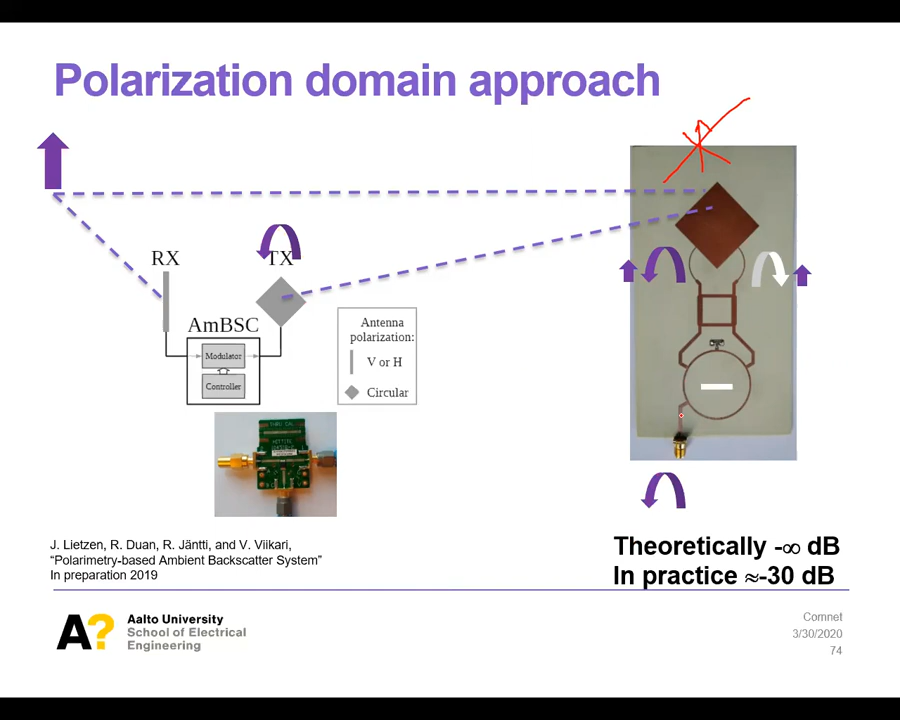 Polarization domain approach
RX
TX
AmBSC
Modulator
Controller
Antenna
polarization:
V or H
Circular
J. Lietzen, R. Duan, R. Jäntti, and V. Viikari,
“Polarimetry-based Ambient Backscatter System”
In preparation 2019
Theoretically -∞ dB
In practice ≈-30 dB
A?
Aalto University
School of Electrical
Engineering
Comnet
3/30/2020
74